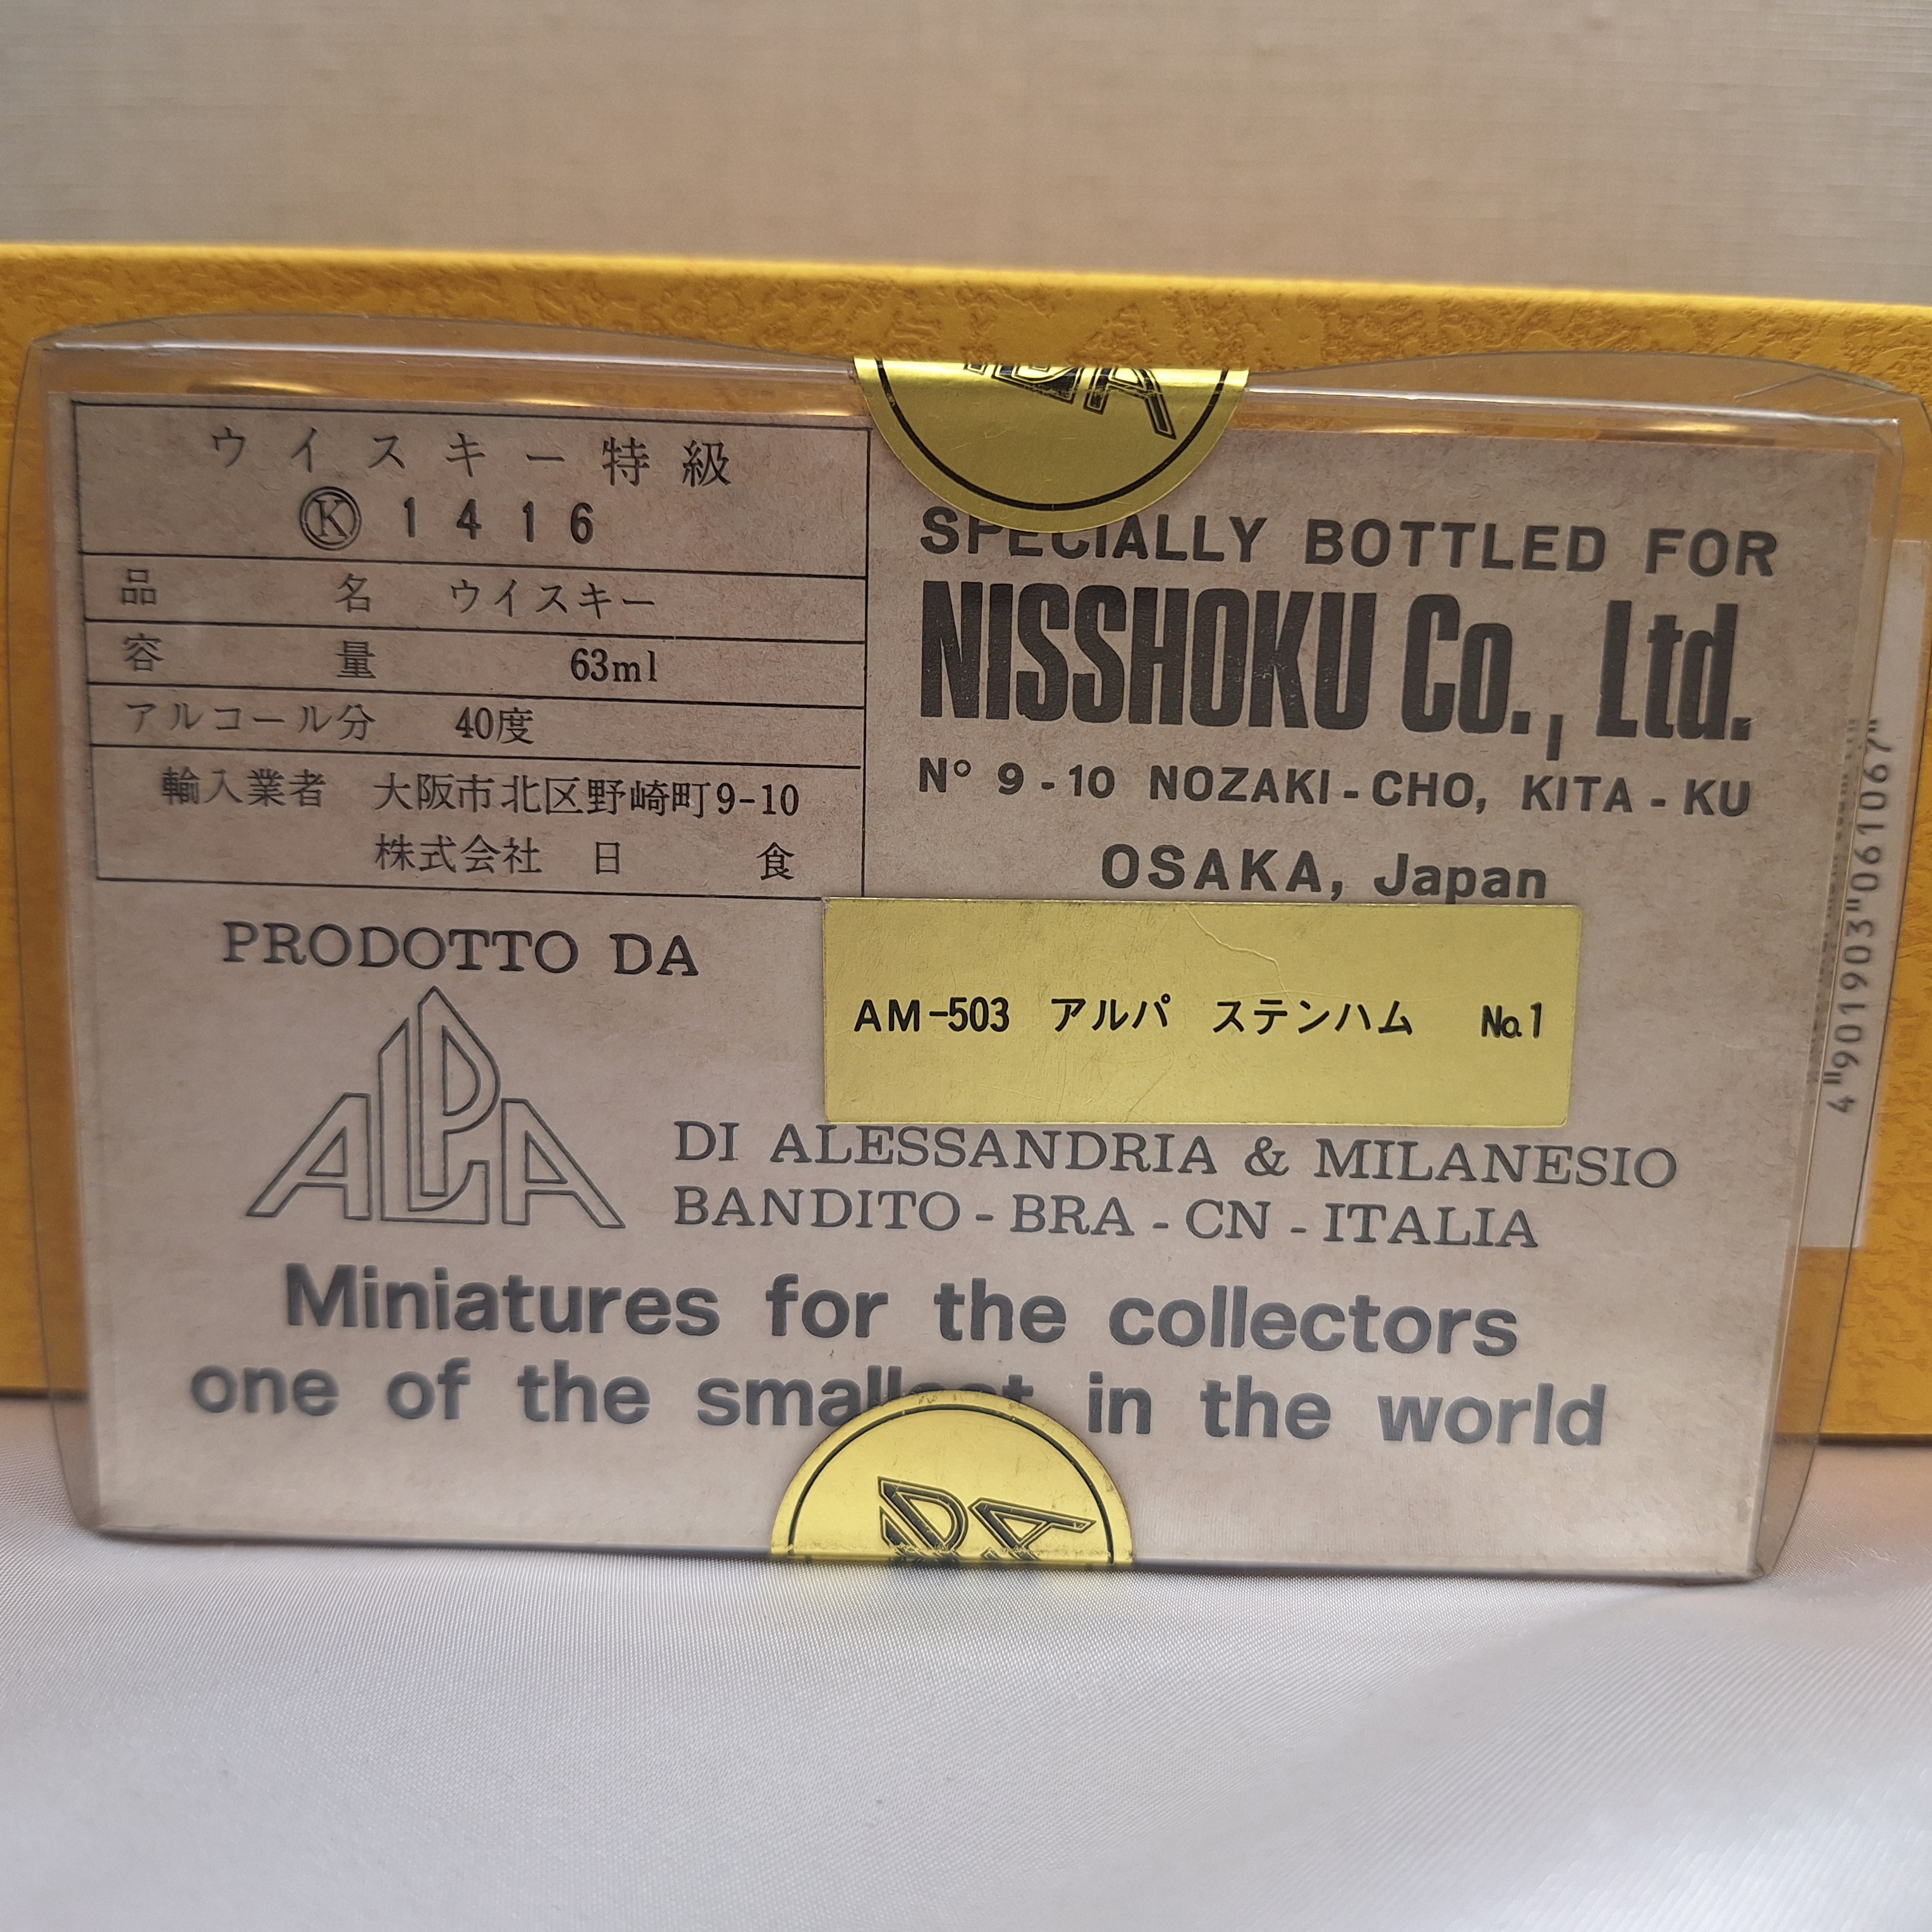 ウイスキー特級
Ⓚ1416
品名 ウイスキー
容量 63ml
アルコール分 40度
輸入業者 大阪市北区野崎町9-10
株式会社 日食
SPECIALLY BOTTLED FOR
NISSHOKU Co., Ltd.
N° 9-10 NOZAKI-CHO, KITA-KU
OSAKA, Japan
PRODOTTO DA
ALPA
AM-503 アルパ ステンハム No.1
DI ALESSANDRIA & MILANESIO
BANDITO - BRA - CN - ITALIA
Miniatures for the collectors
one of the smallest in the world
4"901903"061067"